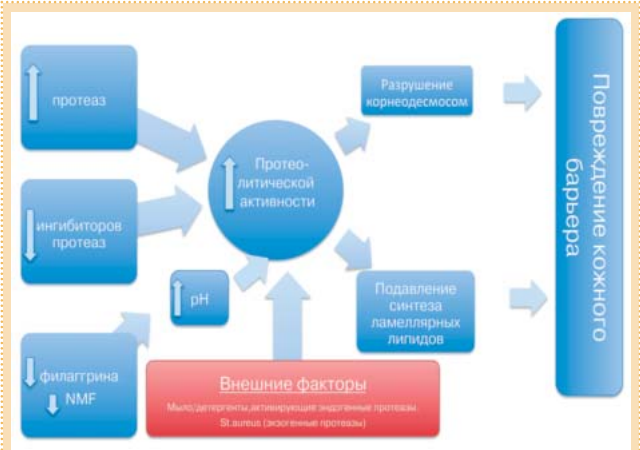 протеаз
ингибиторов
протеаз
филаггрина
NMF
pH
Протео-
литической
активности
Внешние факторы
Мыло/детергенты,активирующие эндогенные протеазы.
St.aureus (экзогенные протеазы)
Разрушение
корнеодесмосом
Подавление
синтеза
ламеллярных
липидов
Повреждение кожного
барьера